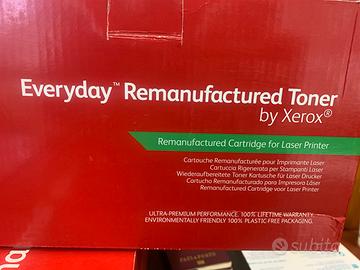 Everyday™ Remanufactured Toner
by Xerox®
Remanufactured Cartridge for Laser Printer
Cartouche Remanufacturée pour Imprimante Laser
Cartuccia Rigenerata per Stampanti Laser
Wiederaufbereitete Toner Kartusche für Laser Drucker
Cartucho Remanufacturado para Impresora Láser
Remanufactured Cartridge voor Laser Printer
ULTRA-PREMIUM PERFORMANCE. 100% LIFETIME WARRANTY.
ENVIRONMENTALLY FRIENDLY 100% PLASTIC-FREE PACKAGING.
subito